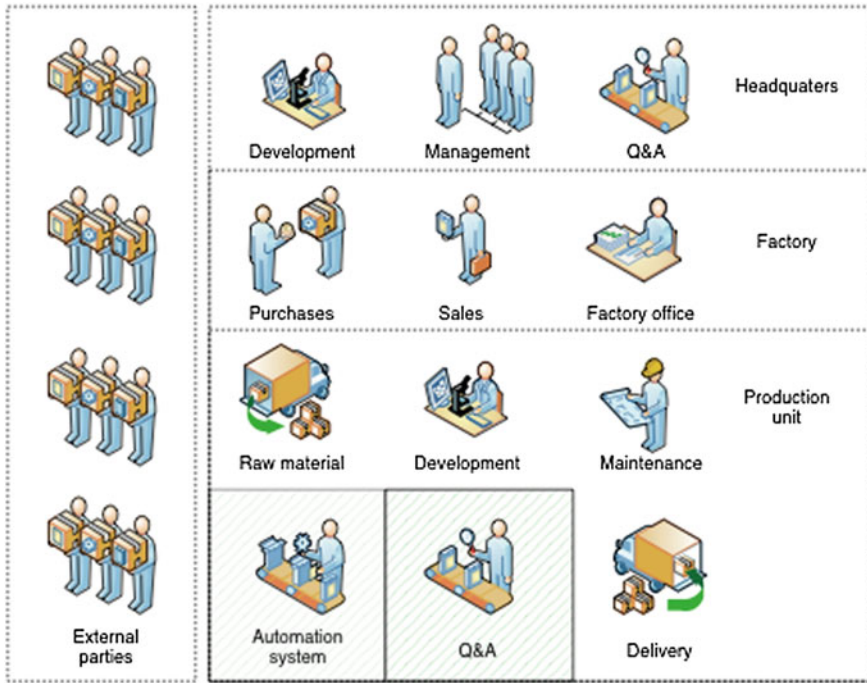 Development
Management
Q&A
Headquaters
Purchases
Sales
Factory office
Factory
Raw material
Development
Maintenance
Production
unit
External
parties
Automation
system
Q&A
Delivery